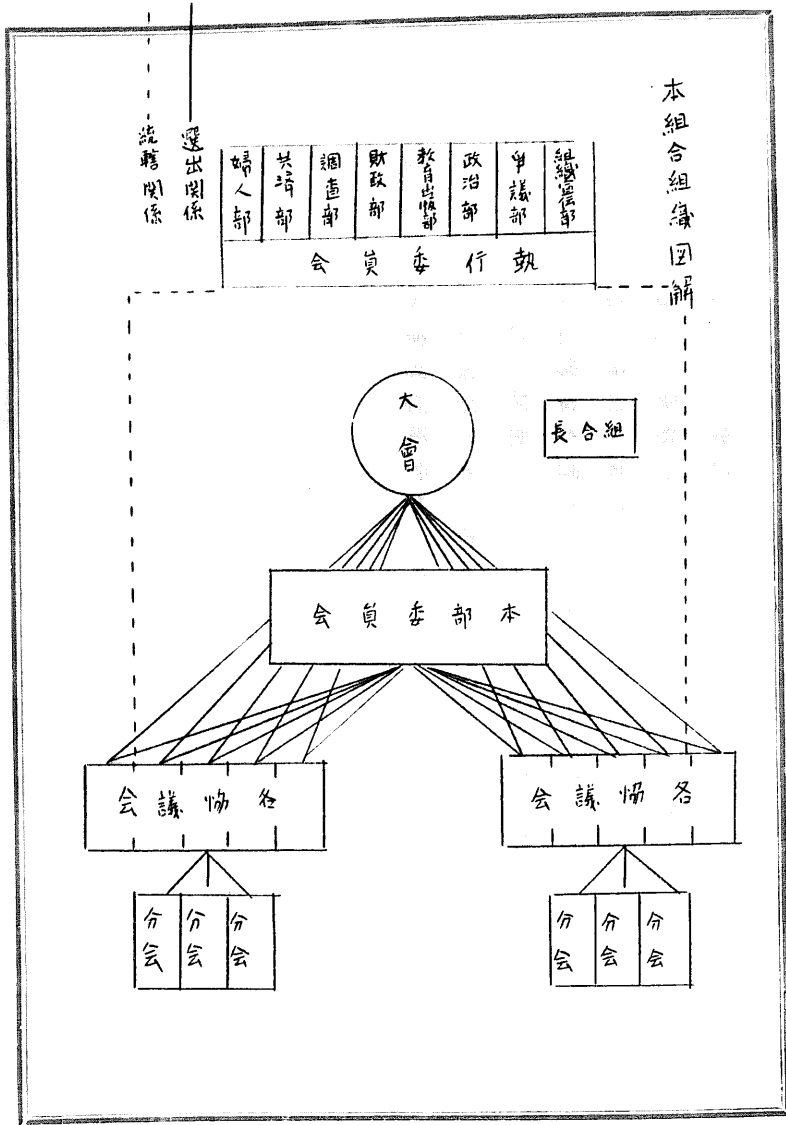 本組合組織図解
組織宣伝部
争議部
政治部
教育出版部
財政部
調査部
共済部
婦人部
執行委員会
選出関係
統轄関係
大會
組合長
本部委員会
各協議会
各協議会
分会
分会
分会
分会
分会
分会